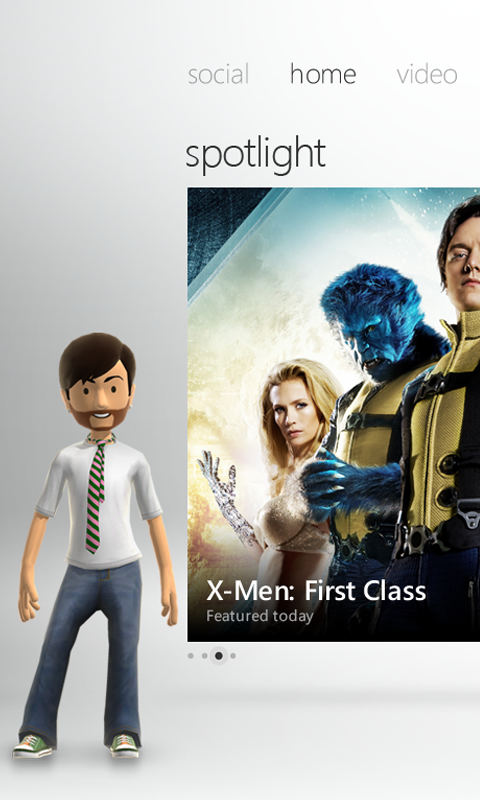 social home video
spotlight
X-Men: First Class
Featured today